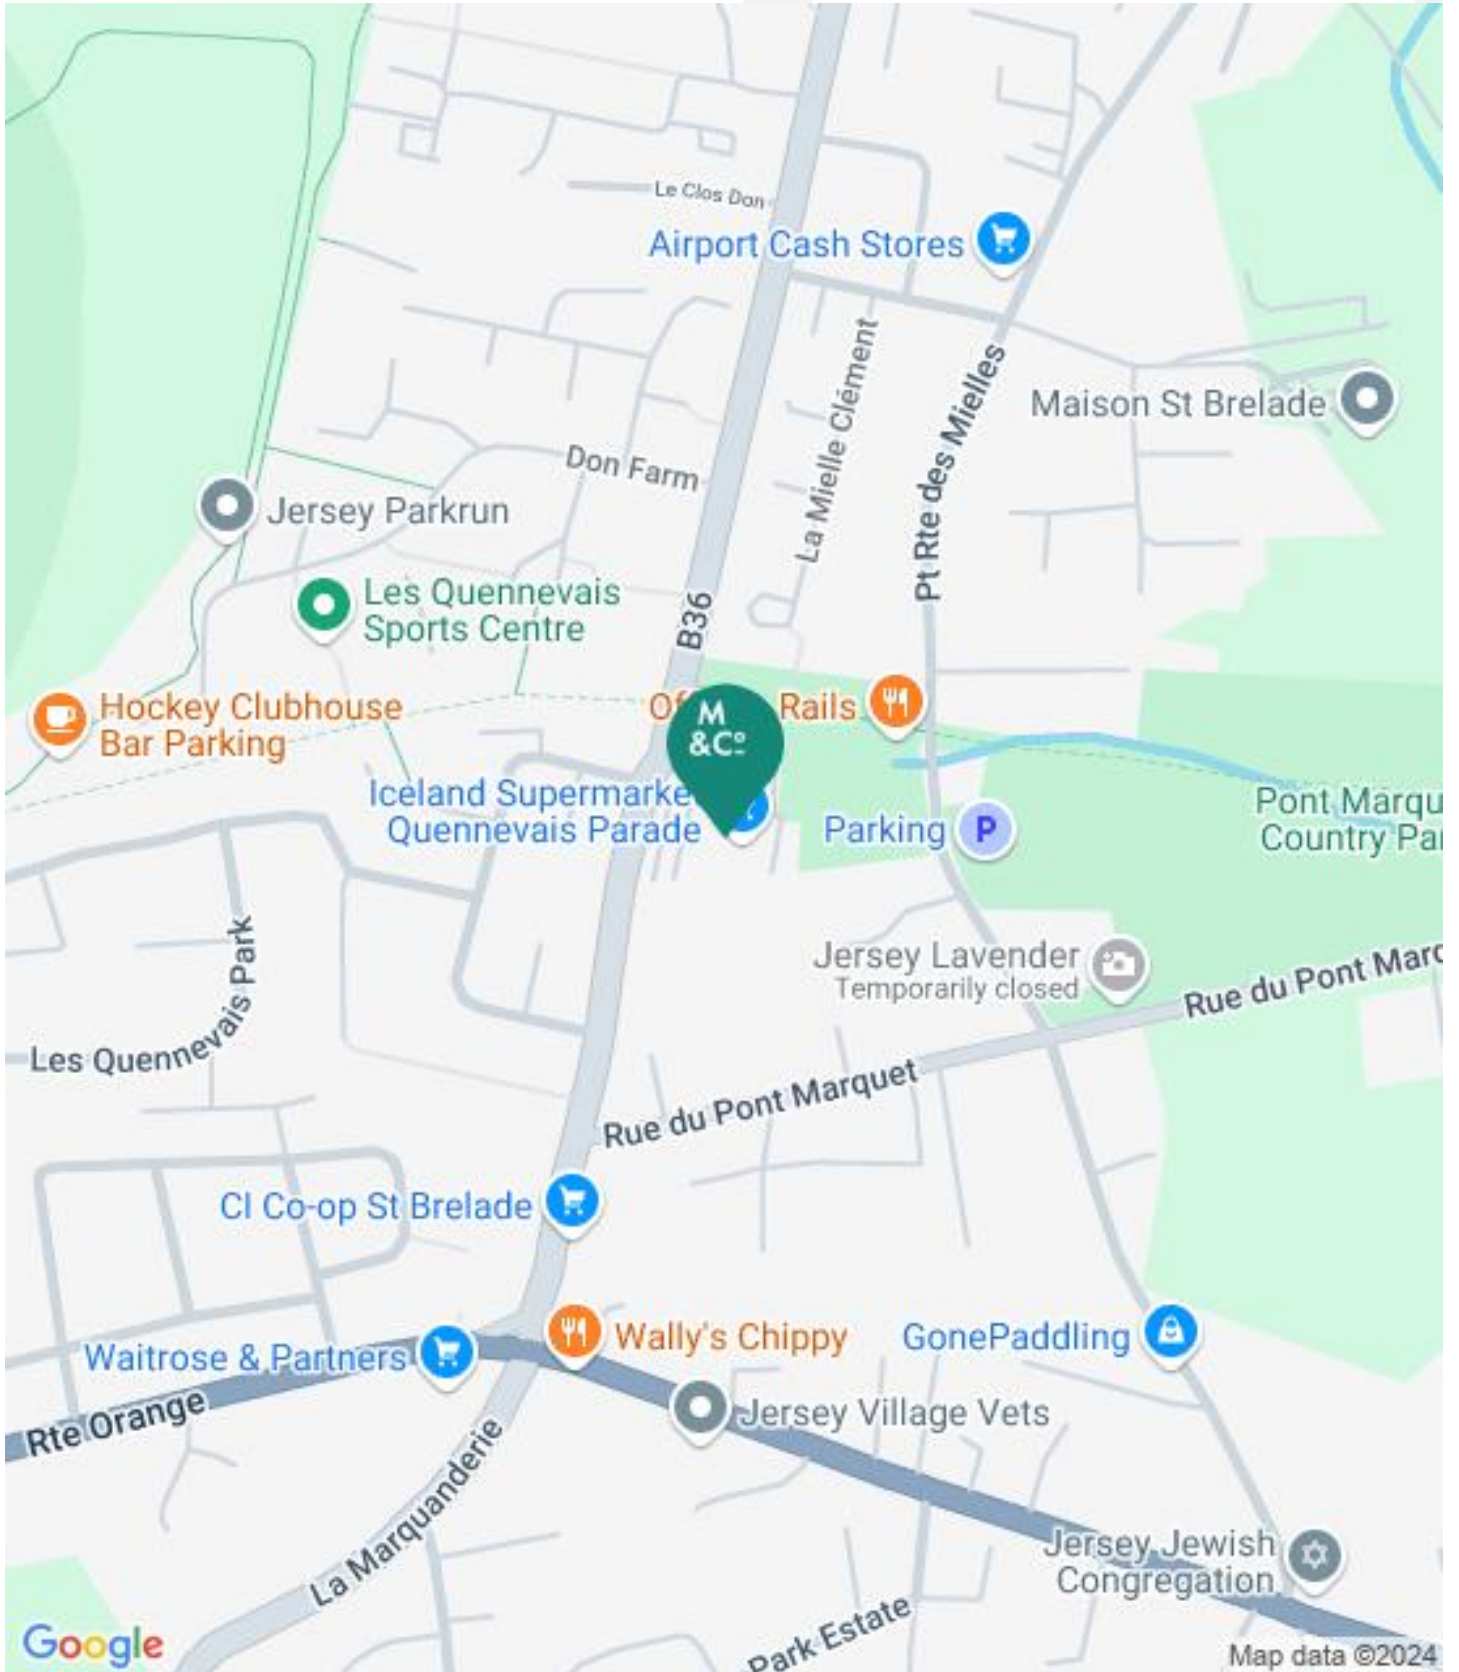 Le Clos Don
Airport Cash Stores
La Mielle Clément
Pt Rte des Mielles
Maison St Brelade
Don Farm
Jersey Parkrun
Les Quennevais
Sports Centre
B36
Hockey Clubhouse
Bar Parking
Rails
M
&Cº
Iceland Supermarke
Quennevais Parade
Parking
P
Pont Marqu
Country Pa
Jersey Lavender
Temporarily closed
Rue du Pont Marq
Les Quennevais Park
Rue du Pont Marquet
CI Co-op St Brelade
Wally's Chippy
GonePaddling
Waitrose & Partners
Jersey Village Vets
Rte Orange
La Marquanderie
Jersey Jewish
Congregation
Park Estate
Google
Map data ©2024